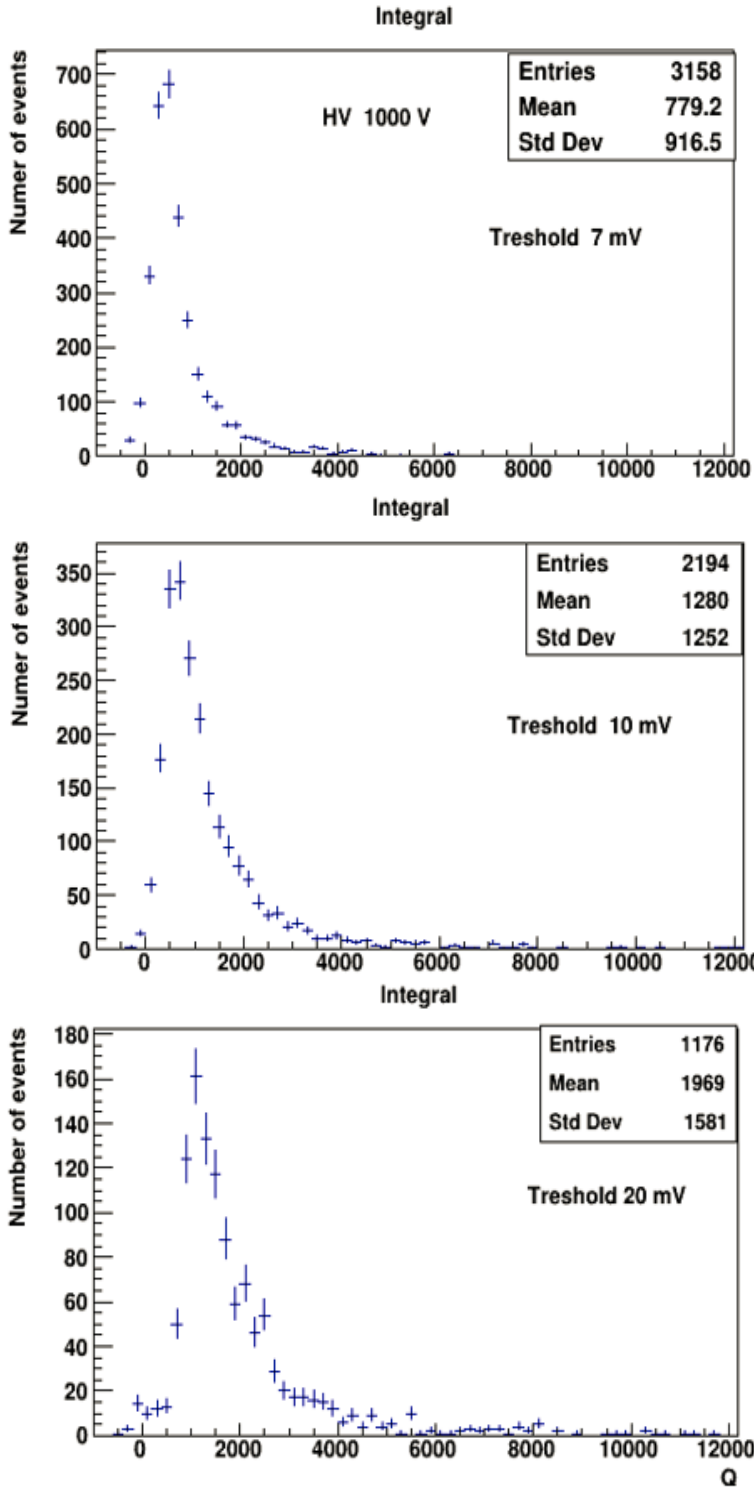 Integral
Numer of events
700
600
500
400
300
200
100
0
Entries 3158
Mean 779.2
Std Dev 916.5
HV 1000 V
Treshold 7 mV
0 2000 4000 6000 8000 10000 12000
Integral
Numer of events
350
300
250
200
150
100
50
0
Entries 2194
Mean 1280
Std Dev 1252
Treshold 10 mV
0 2000 4000 6000 8000 10000 12000
Integral
Number of events
180
160
140
120
100
80
60
40
20
0
Entries 1176
Mean 1969
Std Dev 1581
Treshold 20 mV
0 2000 4000 6000 8000 10000 12000
Q